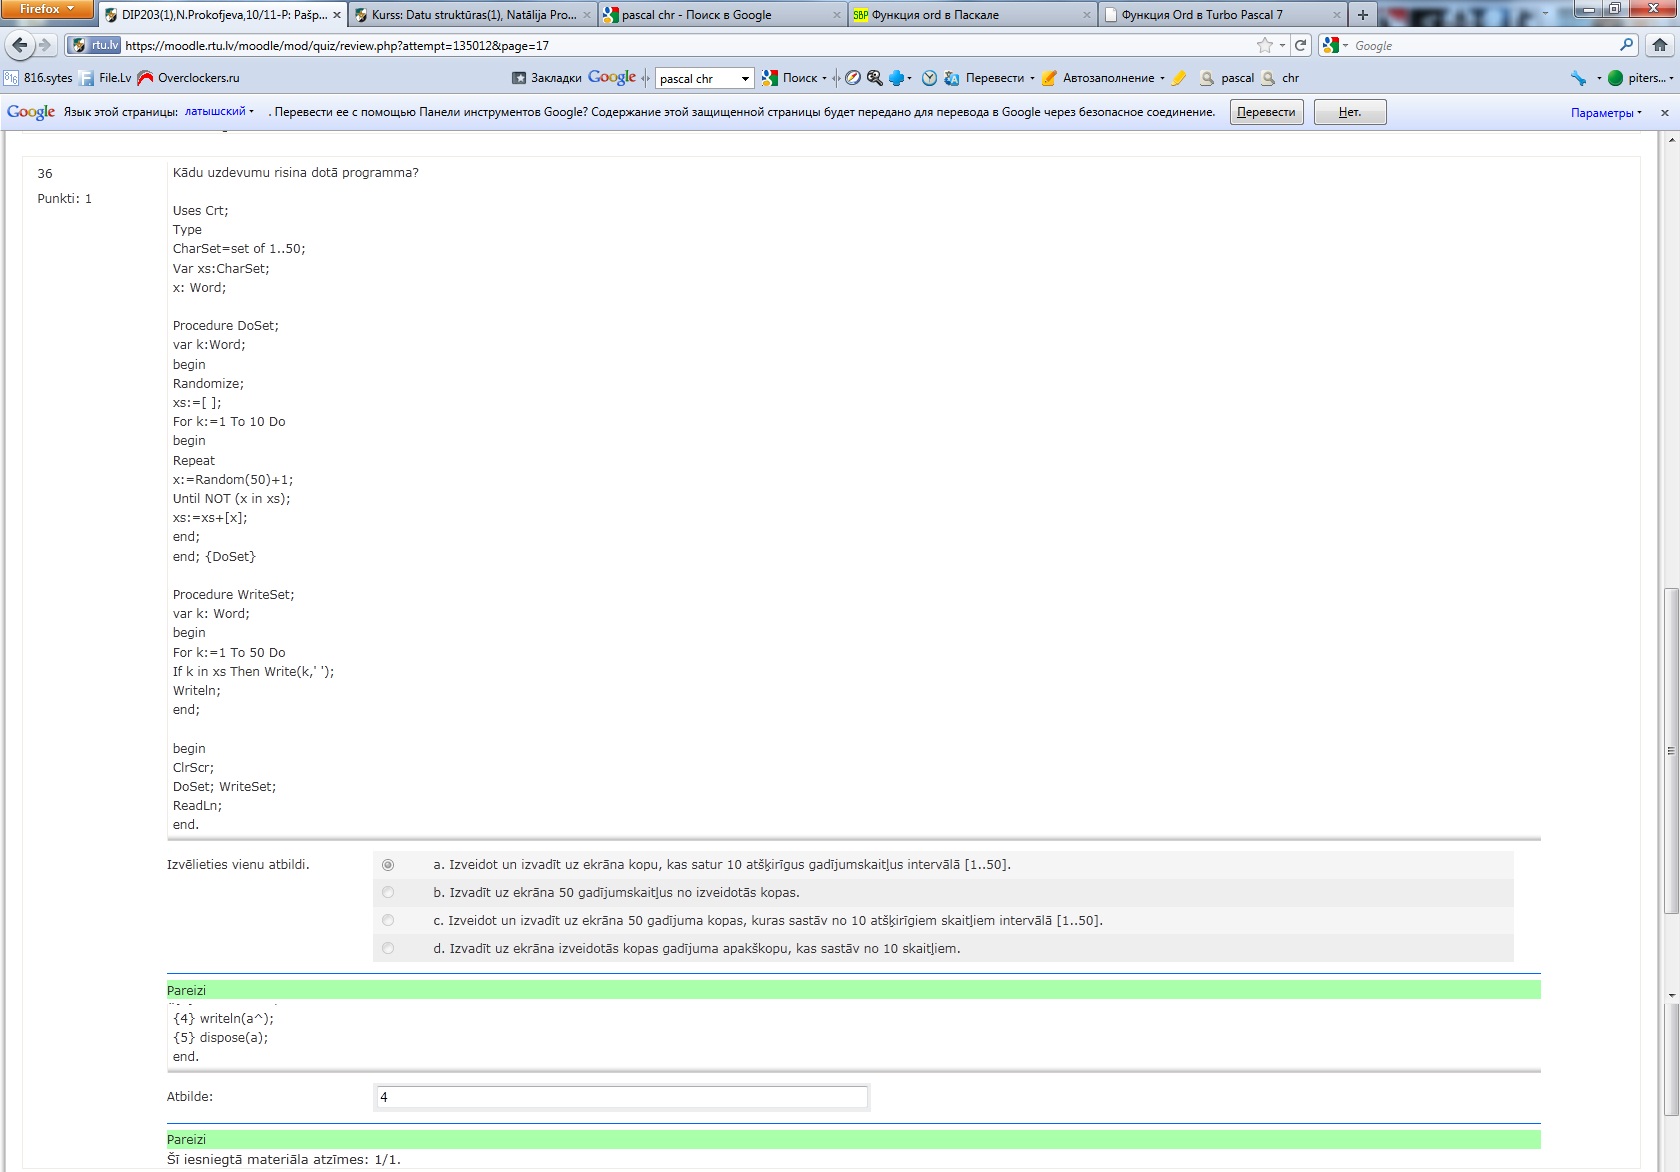 Firefox
DIP203(1),N.Prokofjeva,10/11-P: Pašp...
Kurss: Datu struktūras(1), Natālija Pro...
pascal chr - Поиск в Google
SBP Функция ord в Паскале
Функция Ord в Turbo Pascal 7
rtu.lv https://moodle.rtu.lv/moodle/mod/quiz/review.php?attempt=135012&page=17
Google
816.sytes File.Lv Overclockers.ru
Закладки Google pascal chr Поиск Перевести Автозаполнение pascal chr piters...
Google Язык этой страницы: латышский . Перевести ее с помощью Панели инструментов Google? Содержание этой защищенной страницы будет передано для перевода в Google через безопасное соединение. Перевести Нет. Параметры
36
Punkti: 1
Kādu uzdevumu risina dotā programma?
Uses Crt;
Type
CharSet=set of 1..50;
Var xs:CharSet;
x: Word;
Procedure DoSet;
var k:Word;
begin
Randomize;
xs:=[ ];
For k:=1 To 10 Do
begin
Repeat
x:=Random(50)+1;
Until NOT (x in xs);
xs:=xs+[x];
end;
end; {DoSet}
Procedure WriteSet;
var k: Word;
begin
For k:=1 To 50 Do
If k in xs Then Write(k,' ');
Writeln;
end;
begin
ClrScr;
DoSet; WriteSet;
ReadLn;
end.
Izvēlieties vienu atbildi.
a. Izveidot un izvadīt uz ekrāna kopu, kas satur 10 atšķirīgus gadījumskaitļus intervālā [1..50].
b. Izvadīt uz ekrāna 50 gadījumskaitļus no izveidotās kopas.
c. Izveidot un izvadīt uz ekrāna 50 gadījuma kopas, kuras sastāv no 10 atšķirīgiem skaitļiem intervālā [1..50].
d. Izvadīt uz ekrāna izveidotās kopas gadījuma apakškopu, kas sastāv no 10 skaitļiem.
Pareizi
{4} writeln(a^);
{5} dispose(a);
end.
Atbilde: 4
Pareizi
Šī iesniegtā materiāla atzīmes: 1/1.